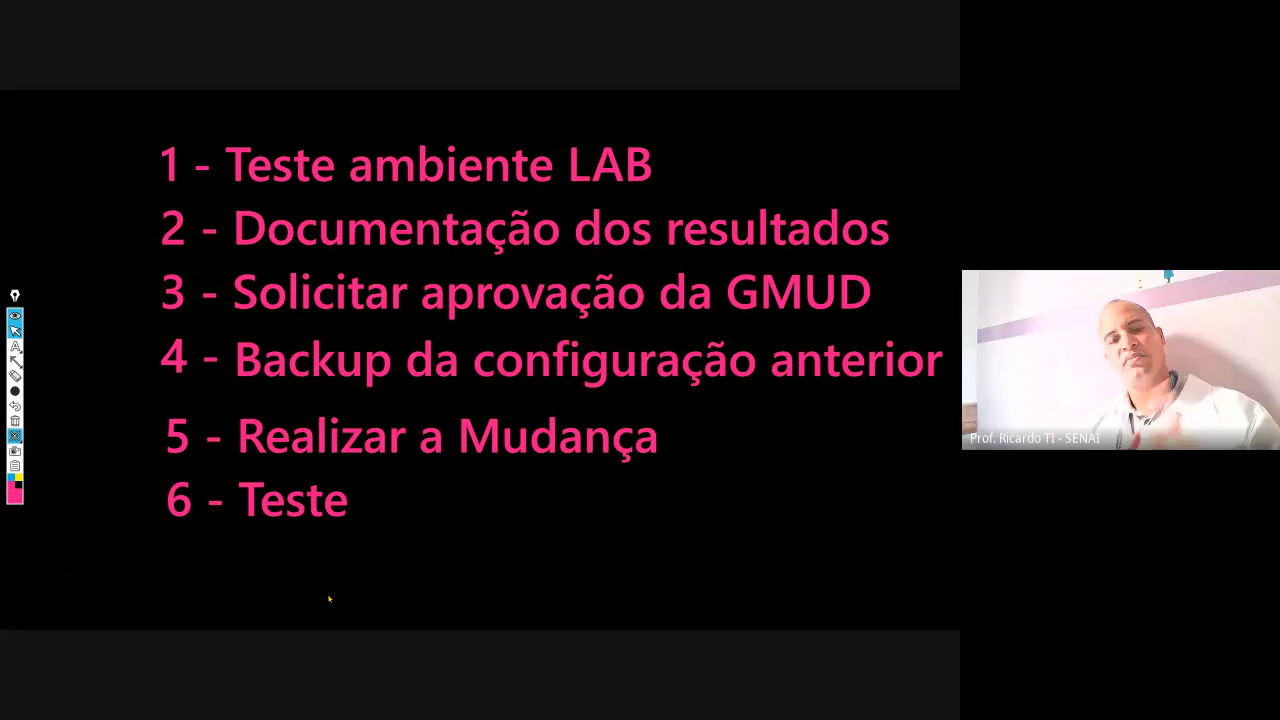 1 - Teste ambiente LAB
2 - Documentação dos resultados
3 - Solicitar aprovação da GMUD
4 - Backup da configuração anterior
5 - Realizar a Mudança
6 - Teste
Prof. Ricardo TI - SENAI